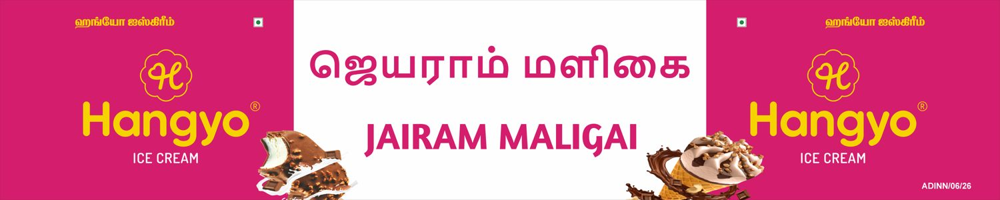 ஹங்யோ ஐஸ்கிரீம்
H
Hangyo®
ICE CREAM
ஜெயராம் மளிகை
JAIRAM MALIGAI
ஹங்யோ ஐஸ்கிரீம்
H
Hangyo®
ICE CREAM
ADINN/06/26